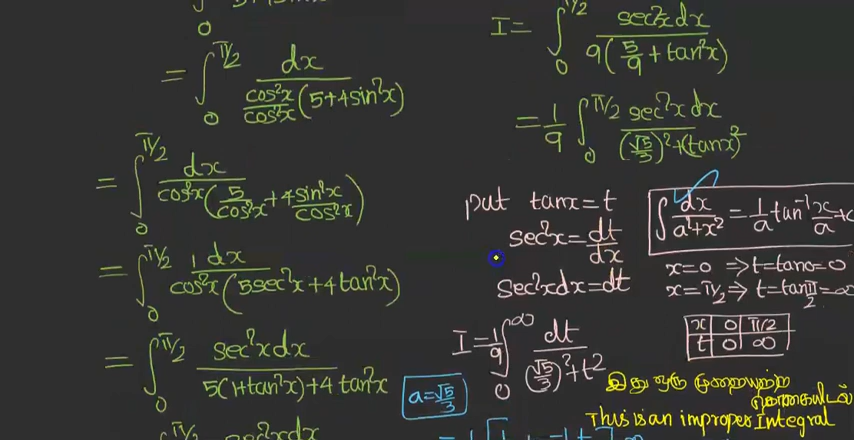 = ∫₀^{π/2} dx / (cos²x/cos²x (5+4sin²x))
= ∫₀^{π/2} dx / (cos²x (5/cos²x + 4sin²x/cos²x))
= ∫₀^{π/2} 1 dx / (cos²x (5sec²x + 4tan²x))
= ∫₀^{π/2} sec²x dx / (5(1+tan²x)+4tan²x)
I = ∫₀^{π/2} sec²x dx / (9(5/9 + tan²x))
= 1/9 ∫₀^{π/2} sec²x dx / ((√5/3)² + (tanx)²)
put tanx = t
sec²x = dt/dx
sec²x dx = dt
∫ dx/(a²+x²) = 1/a tan⁻¹ x/a + c
x=0 ⇒ t=tan0=0
x=π/2 ⇒ t=tan π/2 = ∞
x 0 π/2
t 0 ∞
I = 1/9 ∫₀^∞ dt / ((√5/3)² + t²)
a = √5/3
இது ஒரு முறையற்ற
தொகையிடல்
This is an improper Integral